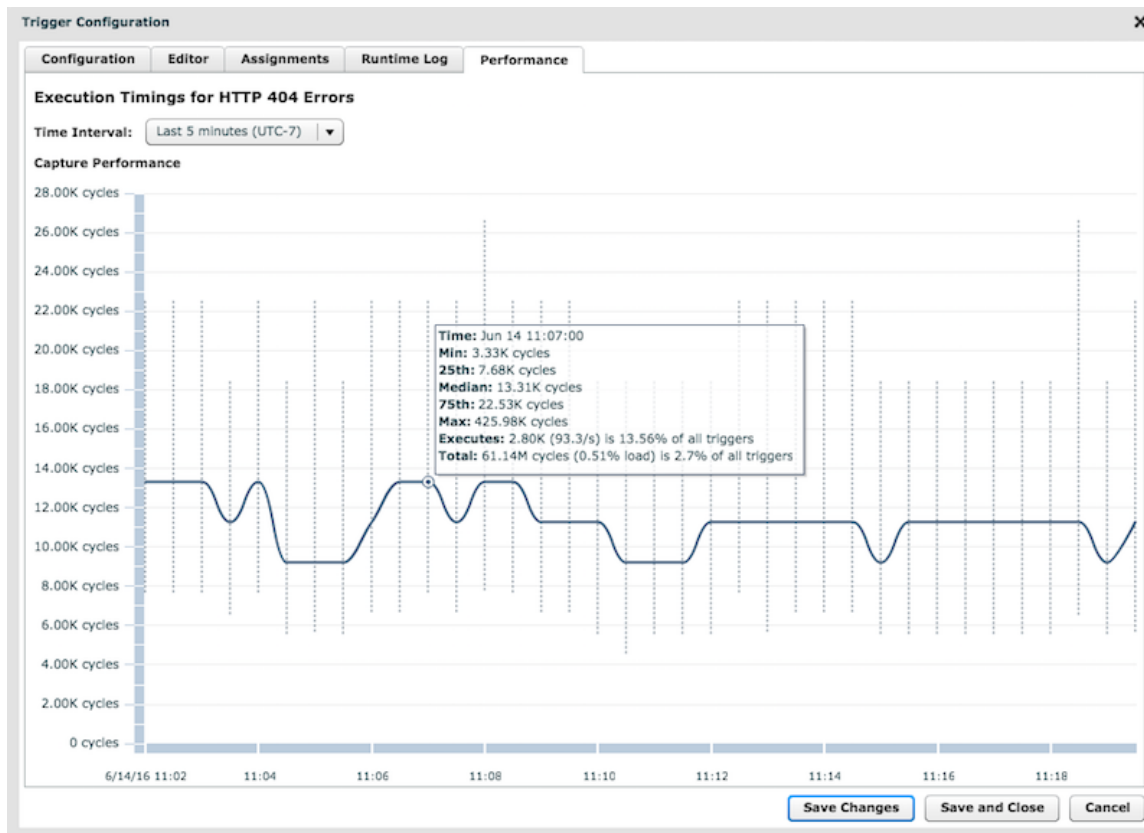 Trigger Configuration
Configuration Editor Assignments Runtime Log Performance
Execution Timings for HTTP 404 Errors
Time Interval: Last 5 minutes (UTC-7)
Capture Performance
28.00K cycles
26.00K cycles
24.00K cycles
22.00K cycles
20.00K cycles
18.00K cycles
16.00K cycles
14.00K cycles
12.00K cycles
10.00K cycles
8.00K cycles
6.00K cycles
4.00K cycles
2.00K cycles
0 cycles
Time: Jun 14 11:07:00
Min: 3.33K cycles
25th: 7.68K cycles
Median: 13.31K cycles
75th: 22.53K cycles
Max: 425.98K cycles
Executes: 2.80K (93.3/s) is 13.56% of all triggers
Total: 61.14M cycles (0.51% load) is 2.7% of all triggers
6/14/16 11:02 11:04 11:06 11:08 11:10 11:12 11:14 11:16 11:18
Save Changes Save and Close Cancel